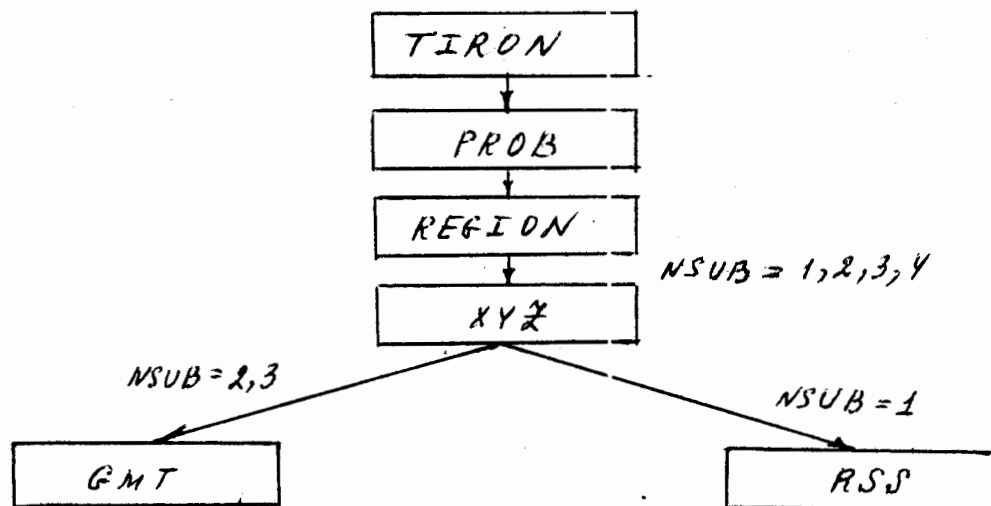 TIRON
PROB
REGION
NSUB = 1,2,3,4
XYZ
NSUB = 2,3
NSUB = 1
GMT
RSS